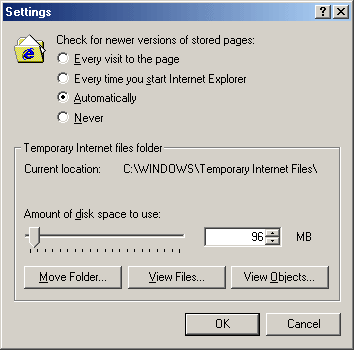 Settings
Check for newer versions of stored pages:
Every visit to the page
Every time you start Internet Explorer
Automatically
Never
Temporary Internet files folder
Current location: C:\WINDOWS\Temporary Internet Files\
Amount of disk space to use:
96 MB
Move Folder... View Files... View Objects...
OK Cancel